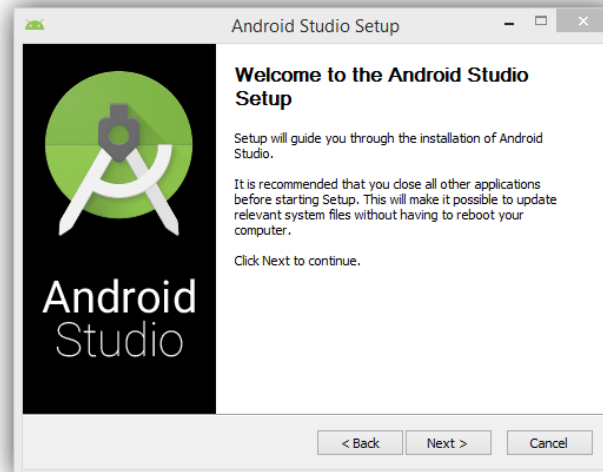 Android Studio Setup
Welcome to the Android Studio
Setup
Setup will guide you through the installation of Android
Studio.
It is recommended that you close all other applications
before starting Setup. This will make it possible to update
relevant system files without having to reboot your
computer.
Click Next to continue.
Android
Studio
< Back
Next >
Cancel